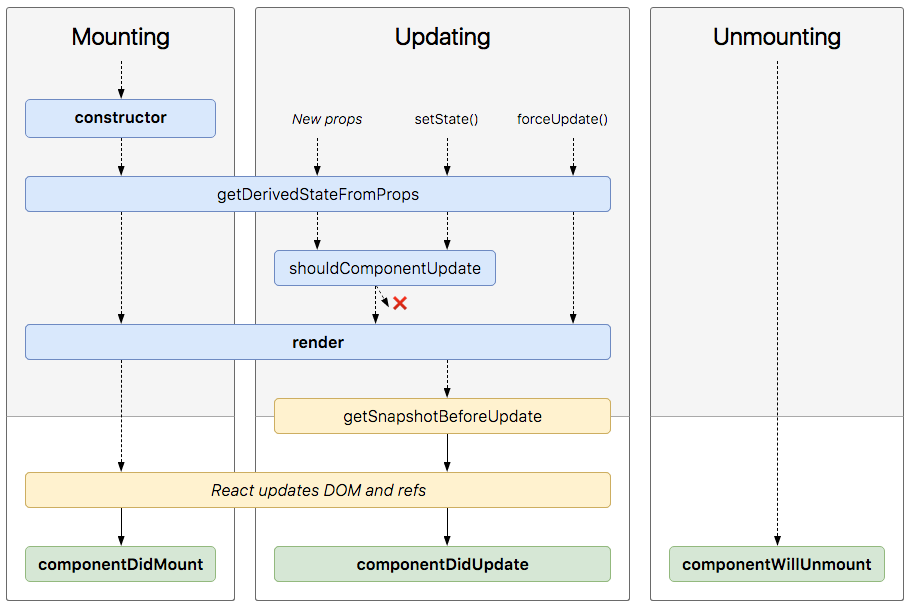 Mounting
Updating
Unmounting
constructor
New props
setState()
forceUpdate()
getDerivedStateFromProps
shouldComponentUpdate
render
getSnapshotBeforeUpdate
React updates DOM and refs
componentDidMount
componentDidUpdate
componentWillUnmount